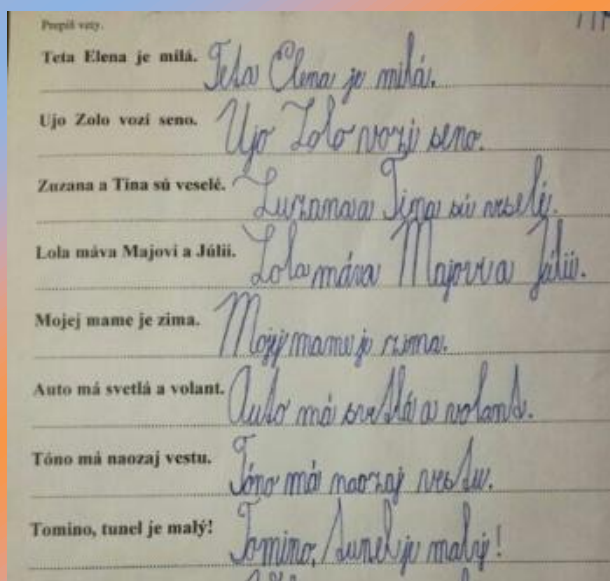 Prepíš vety.
Teta Elena je milá. Teta Elena je milá.
Ujo Zolo vozí seno. Ujo Zolo vozí seno.
Zuzana a Tina sú veselé. Zuzana a Tina sú veselé.
Lola máva Majovi a Júlii. Lola máva Majovi a Júlii.
Mojej mame je zima. Mojej mame je zima.
Auto má svetlá a volant. Auto má svetlá a volant.
Tóno má naozaj vestu. Tóno má naozaj vestu.
Tomino, tunel je malý! Tomino, tunel je malý!